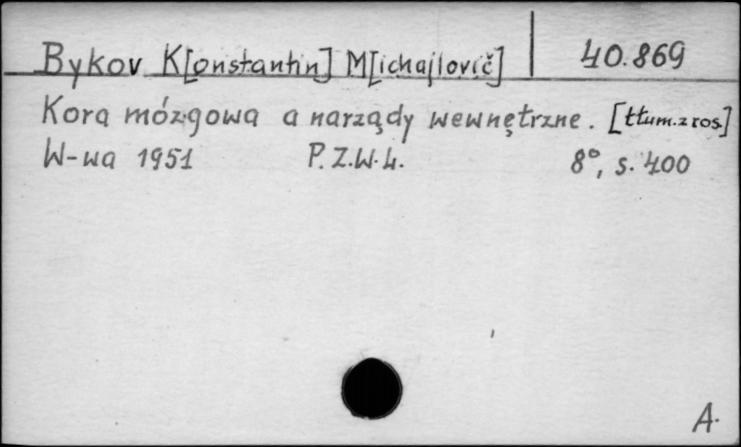 Bykov K[onstantin] M[ichajlovič] 40.869
Kora mózgowa a narządy wewnętrzne. [tłum. z ros.]
W-wa 1951 P.Z.W.L. 8°, s. 400
A.